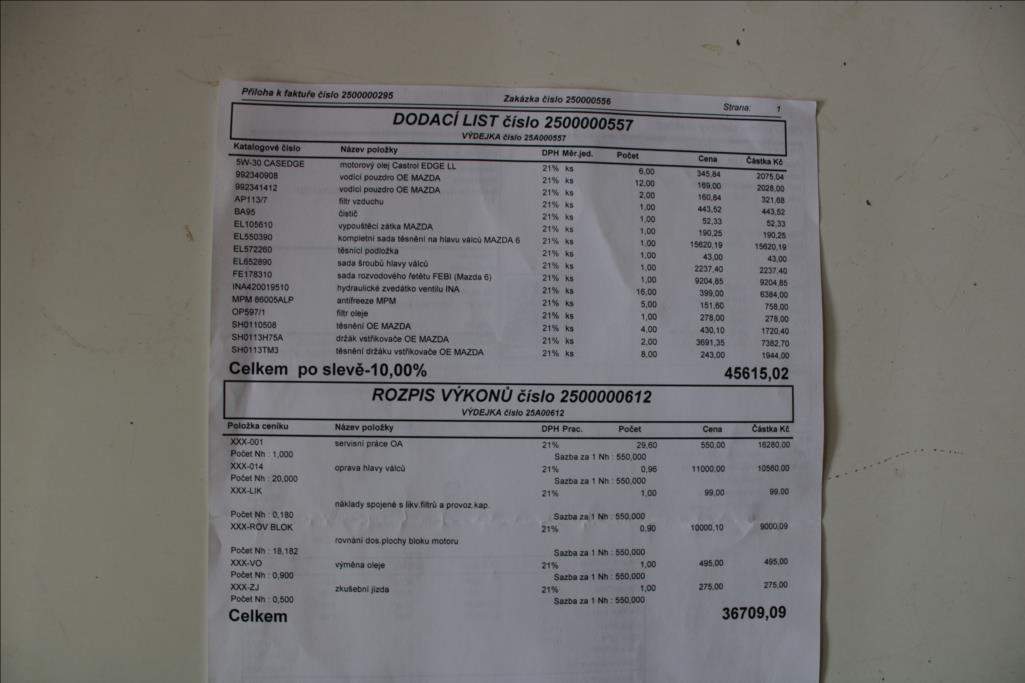 Příloha k faktuře číslo 2500000295 Zakázka číslo 250000556 Strana: 1
DODACÍ LIST číslo 2500000557
VÝDEJKA číslo 25A000557
Katalogové číslo Název položky DPH Měr.jed. Počet Cena Částka Kč
5W-30 CASEDGE motorový olej Castrol EDGE LL 21% ks 6,00 345,84 2075,04
992340908 vodící pouzdro OE MAZDA 21% ks 12,00 169,00 2028,00
992341412 vodící pouzdro OE MAZDA 21% ks 2,00 160,84 321,68
AP113/7 filtr vzduchu 21% ks 1,00 443,52 443,52
BA95 čistič 21% ks 1,00 52,33 52,33
EL105610 vypouštěcí zátka MAZDA 21% ks 1,00 190,25 190,25
EL550390 kompletní sada těsnění na hlavu válců MAZDA 6 21% ks 1,00 15620,19 15620,19
EL572260 těsnící podložka 21% ks 1,00 43,00 43,00
EL652890 sada šroubů hlavy válců 21% ks 1,00 2237,40 2237,40
FE178310 sada rozvodového řetětu FEBI (Mazda 6) 21% ks 1,00 9204,85 9204,85
INA420019510 hydraulické zvedátko ventilu INA 21% ks 16,00 399,00 6384,00
MPM 86005ALP antifreeze MPM 21% ks 5,00 151,60 758,00
OP597/1 filtr oleje 21% ks 1,00 278,00 278,00
SH0110508 těsnění OE MAZDA 21% ks 4,00 430,10 1720,40
SH0113H75A držák vstřikovače OE MAZDA 21% ks 2,00 3691,35 7382,70
SH0113TM3 těsnění držáku vstřikovače OE MAZDA 21% ks 8,00 243,00 1944,00
Celkem po slevě-10,00% 45615,02
ROZPIS VÝKONŮ číslo 2500000612
VÝDEJKA číslo 25A00612
Položka ceníku Název položky DPH Prac. Počet Cena Částka Kč
XXX-001 servisní práce OA 21% 29,60 550,00 16280,00
Počet Nh : 1,000 Sazba za 1 Nh : 550,000
XXX-014 oprava hlavy válců 21% 0,96 11000,00 10560,00
Počet Nh : 20,000 Sazba za 1 Nh : 550,000
XXX-LIK 21% 1,00 99,00 99,00
náklady spojené s likv.filtrů a provoz.kap.
Počet Nh : 0,180 Sazba za 1 Nh : 550,000
XXX-ROV BLOK 21% 0,90 10000,10 9000,09
rovnání dos.plochy bloku motoru
Počet Nh : 18,182 Sazba za 1 Nh : 550,000
XXX-VO výměna oleje 21% 1,00 495,00 495,00
Počet Nh : 0,900 Sazba za 1 Nh : 550,000
XXX-ZJ zkušební jízda 21% 1,00 275,00 275,00
Počet Nh : 0,500 Sazba za 1 Nh : 550,000
Celkem 36709,09